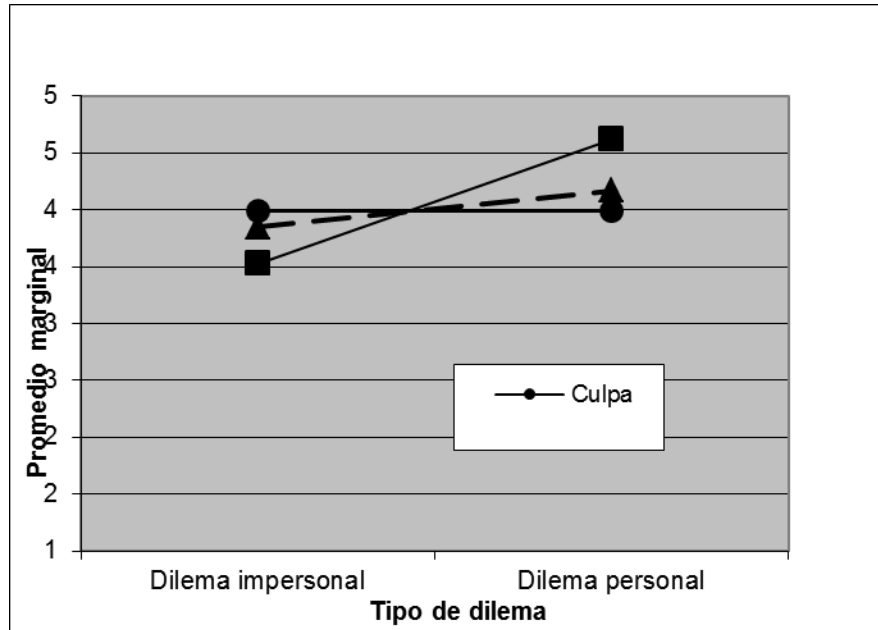 Promedio marginal
5
5
4
4
3
3
2
2
1
Culpa
Dilema impersonal
Dilema personal
Tipo de dilema